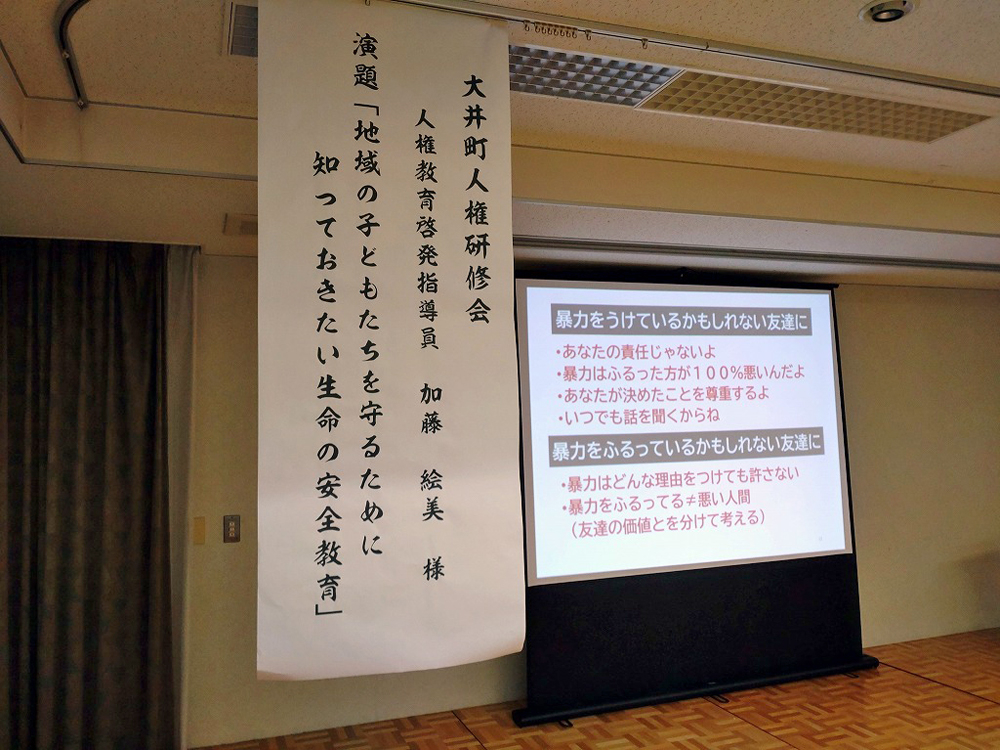 大井町人権研修会
人権教育啓発指導員 加藤 絵美 様
演題「地域の子どもたちを守るために
知っておきたい生命の安全教育」
暴力をうけているかもしれない友達に
・あなたの責任じゃないよ
・暴力はふるった方が100%悪いんだよ
・あなたが決めたことを尊重するよ
・いつでも話を聞くからね
暴力をふるっているかもしれない友達に
・暴力はどんな理由をつけても許さない
・暴力をふるってる≠悪い人間
（友達の価値とを分けて考える）